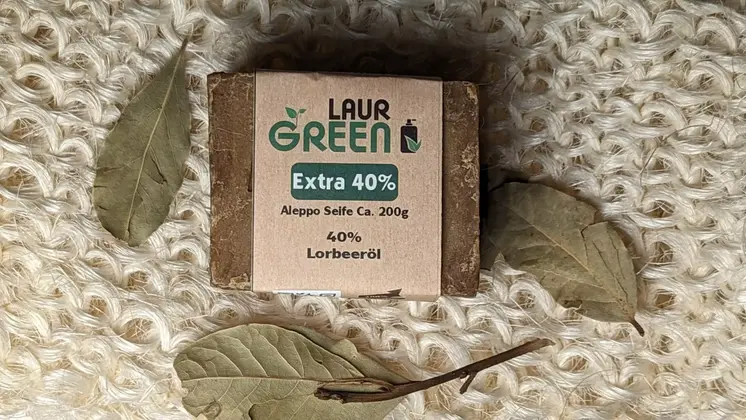 LAUR
GREEN
Extra 40%
Aleppo Seife Ca. 200g
40%
Lorbeeröl